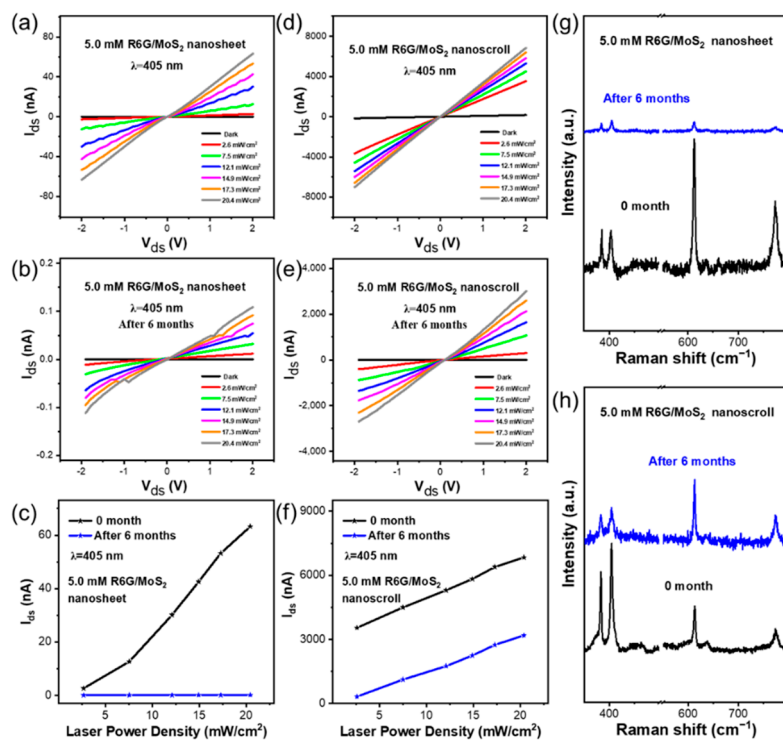 (a)
5.0 mM R6G/MoS₂ nanosheet
λ=405 nm
Dark
2.6 mW/cm²
7.5 mW/cm²
12.1 mW/cm²
14.9 mW/cm²
17.3 mW/cm²
20.4 mW/cm²
80
40
0
-40
-80
I_ds (nA)
-2 -1 0 1 2
V_ds (V)
(d)
5.0 mM R6G/MoS₂ nanoscroll
λ=405 nm
Dark
2.6 mW/cm²
7.5 mW/cm²
12.1 mW/cm²
14.9 mW/cm²
17.3 mW/cm²
20.4 mW/cm²
8000
4000
0
-4000
-8000
I_ds (nA)
-2 -1 0 1 2
V_ds (V)
(g)
5.0 mM R6G/MoS₂ nanosheet
After 6 months
0 month
Intensity (a.u.)
400 600 700
Raman shift (cm⁻¹)
(b)
5.0 mM R6G/MoS₂ nanosheet
λ=405 nm
After 6 months
Dark
2.6 mW/cm²
7.5 mW/cm²
12.1 mW/cm²
14.9 mW/cm²
17.3 mW/cm²
20.4 mW/cm²
0.2
0.1
0.0
-0.1
-0.2
I_ds (nA)
-2 -1 0 1 2
V_ds (V)
(e)
5.0 mM R6G/MoS₂ nanoscroll
λ=405 nm
After 6 months
Dark
2.6 mW/cm²
7.5 mW/cm²
12.1 mW/cm²
14.9 mW/cm²
17.3 mW/cm²
20.4 mW/cm²
4,000
2,000
0
-2,000
-4,000
I_ds (nA)
-2 -1 0 1 2
V_ds (V)
(h)
5.0 mM R6G/MoS₂ nanoscroll
After 6 months
0 month
Intensity (a.u.)
400 600 700
Raman shift (cm⁻¹)
(c)
0 month
After 6 months
λ=405 nm
5.0 mM R6G/MoS₂
nanosheet
60
40
20
0
I_ds (nA)
5 10 15 20
Laser Power Density (mW/cm²)
(f)
0 month
After 6 months
λ=405 nm
5.0 mM R6G/MoS₂
nanoscroll
9000
6000
3000
0
I_ds (nA)
5 10 15 20
Laser Power Density (mW/cm²)